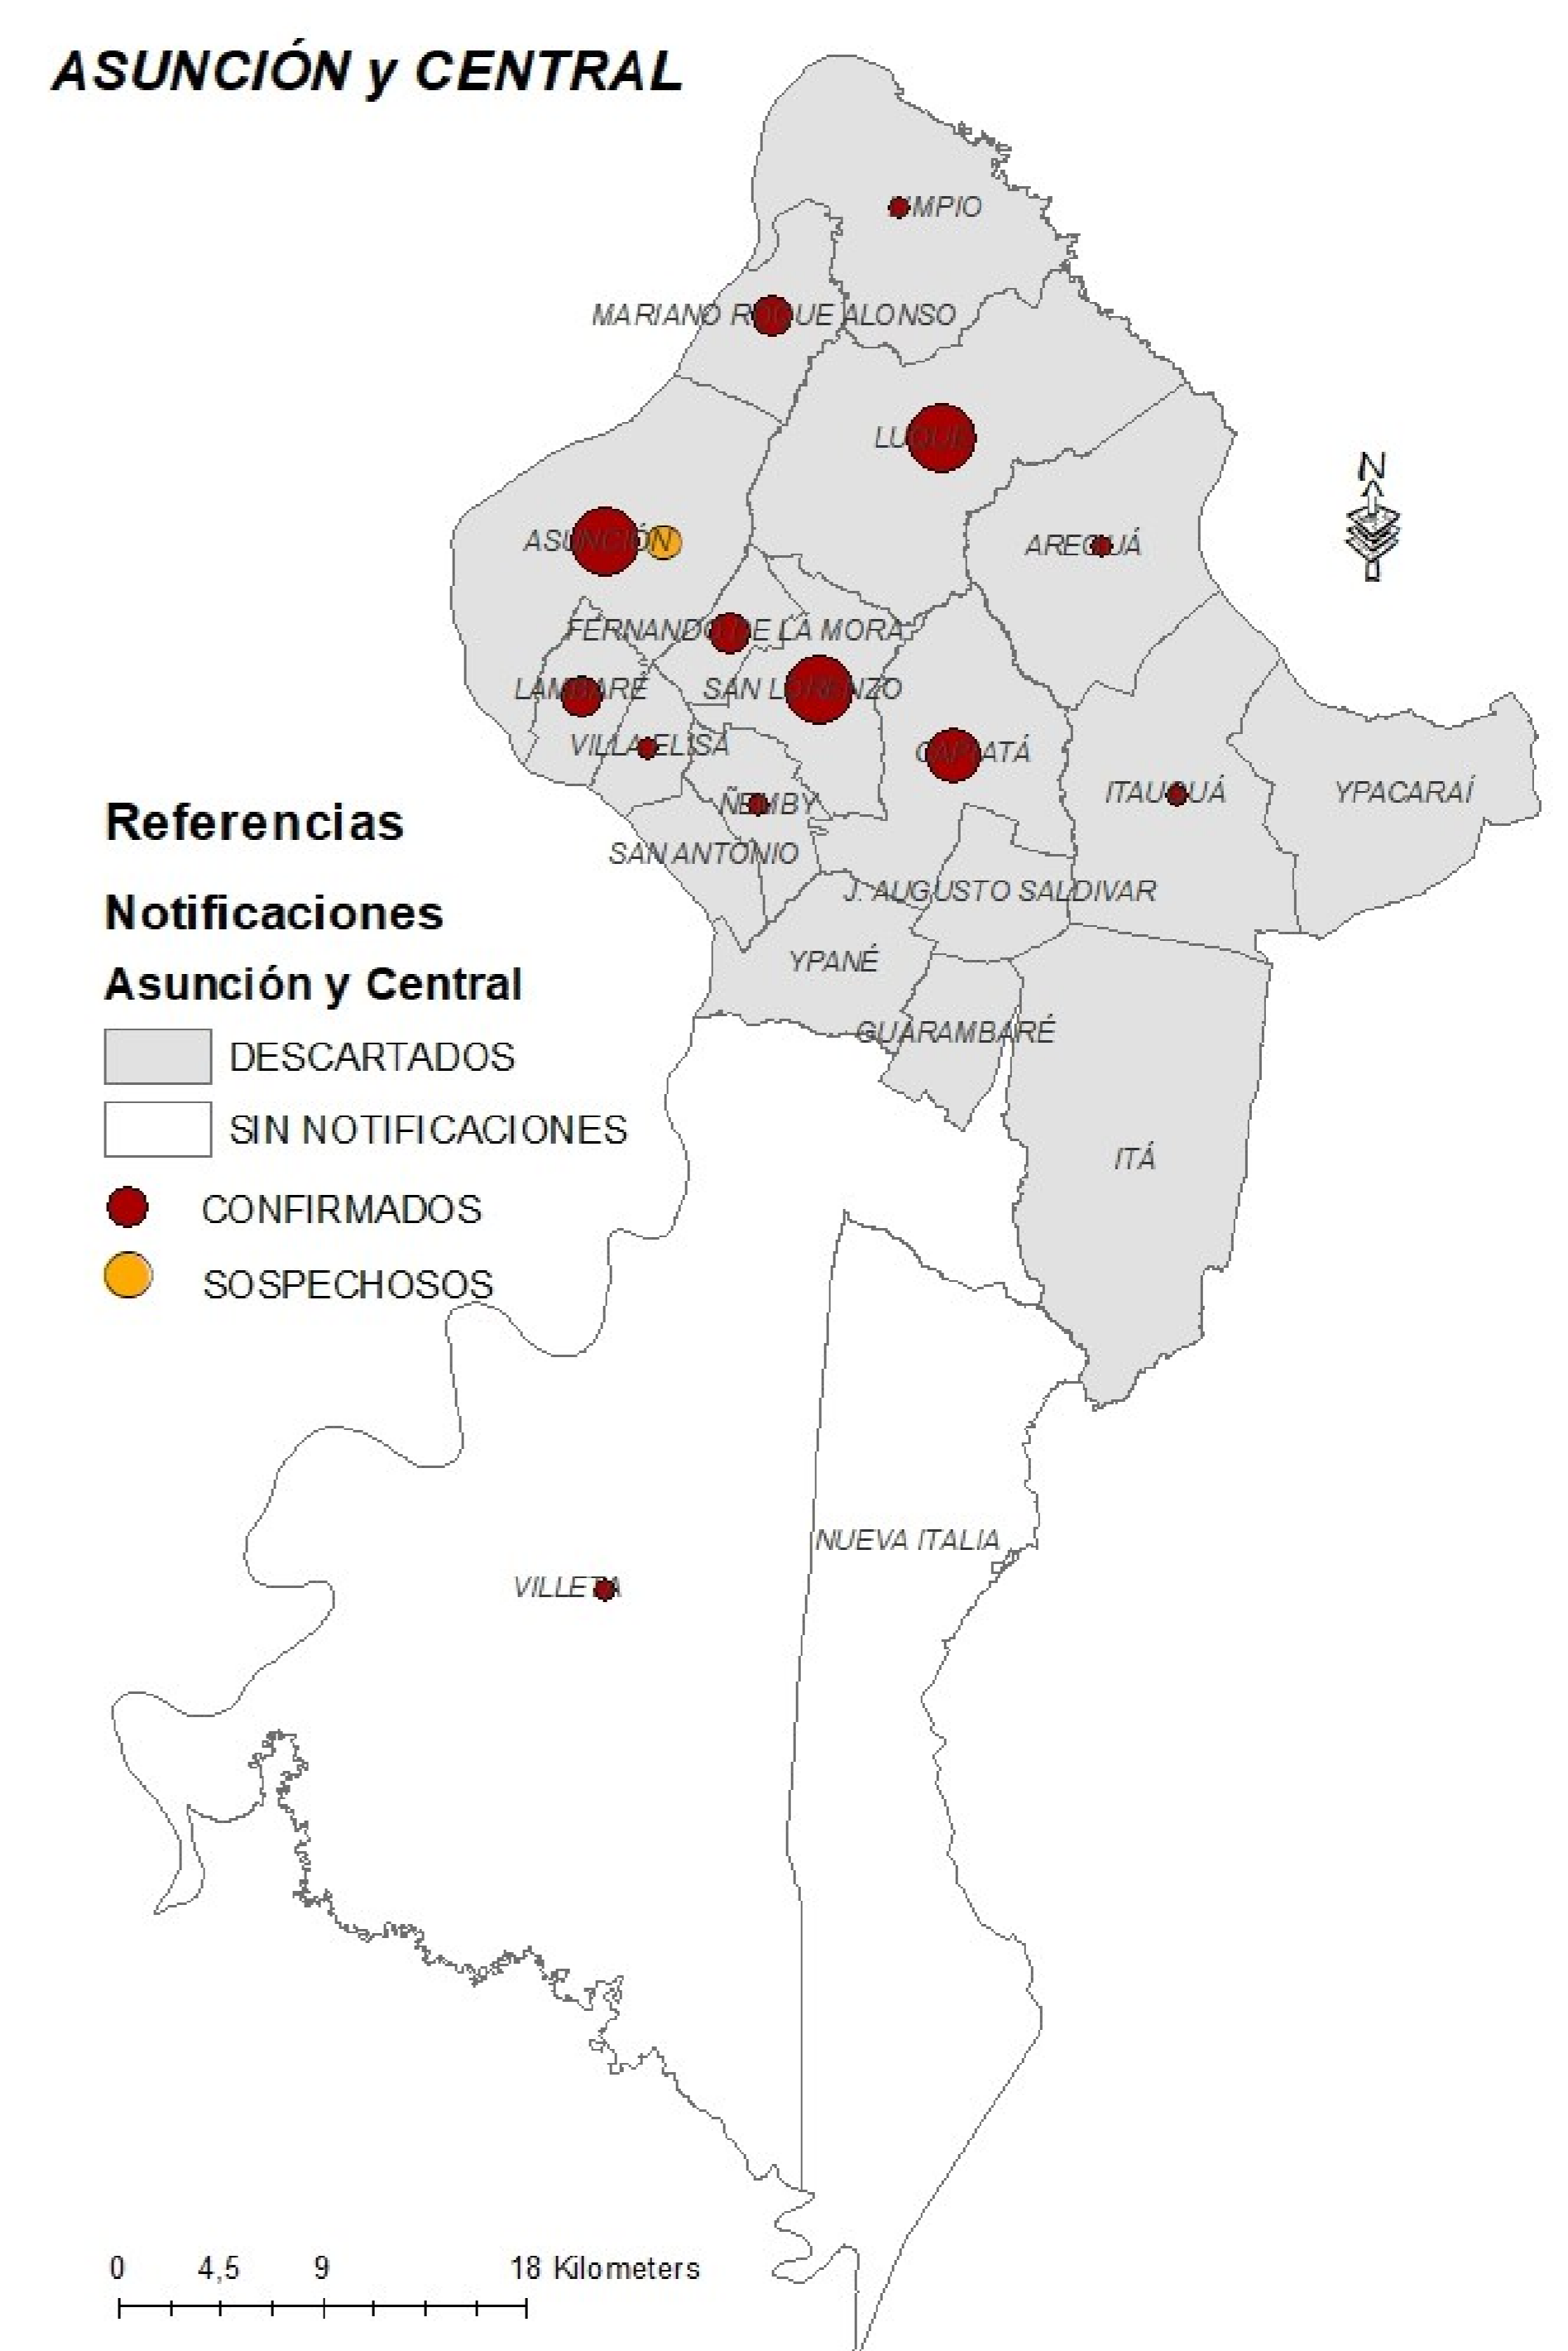 ASUNCIÓN y CENTRAL
LIMPIO
MARIANO ROQUE ALONSO
LUQUE
N
ASUNCIÓN
AREGUÁ
FERNANDO DE LA MORA
LAMBARÉ
SAN LORENZO
VILLA ELISA
CAPIATÁ
ITAUGUÁ
YPACARAÍ
ÑEMBY
SAN ANTONIO
J. AUGUSTO SALDIVAR
YPANÉ
GUARAMBARÉ
ITÁ
Referencias
Notificaciones
Asunción y Central
DESCARTADOS
SIN NOTIFICACIONES
CONFIRMADOS
SOSPECHOSOS
NUEVA ITALIA
VILLETA
0 4,5 9 18 Kilometers